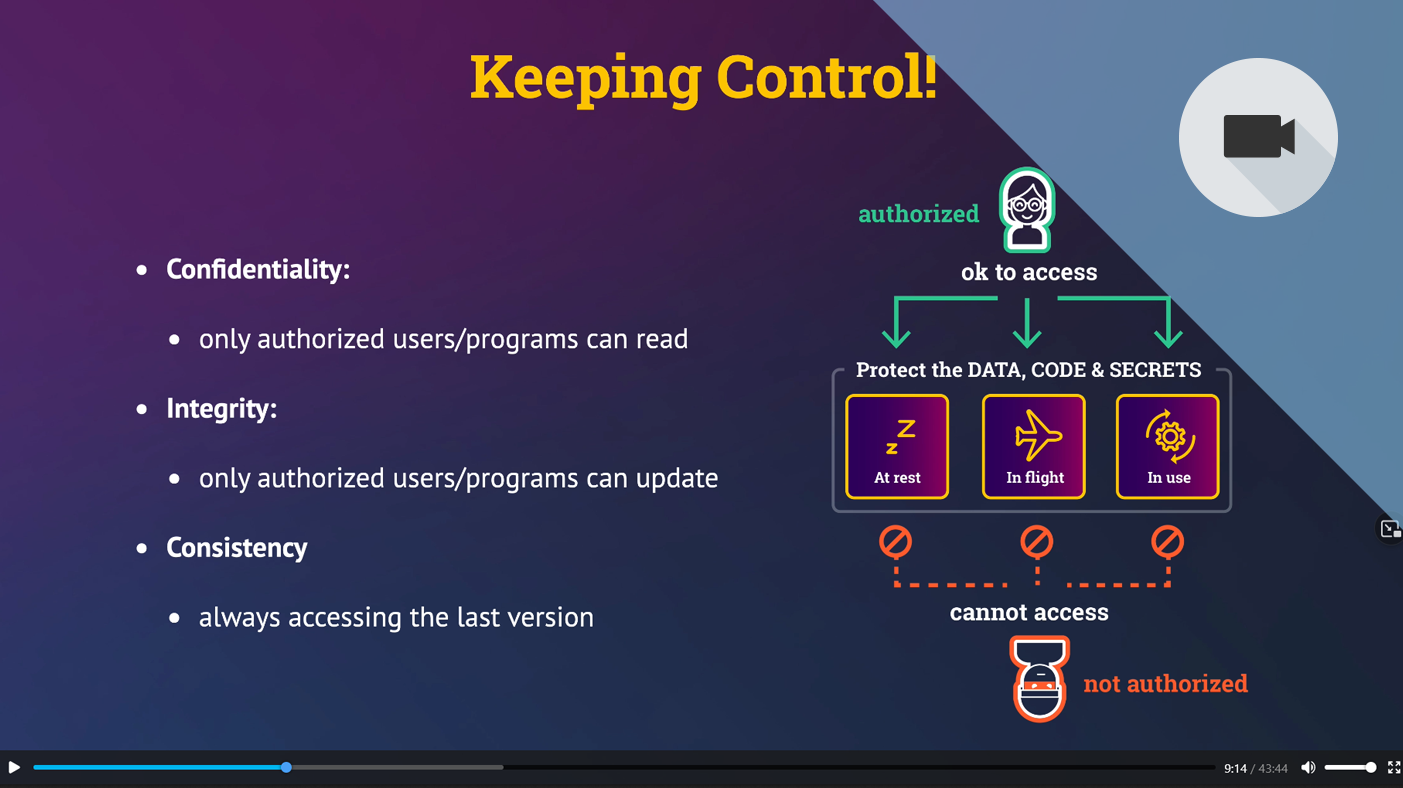 Keeping Control!
• Confidentiality:
• only authorized users/programs can read
• Integrity:
• only authorized users/programs can update
• Consistency
• always accessing the last version
authorized
ok to access
Protect the DATA, CODE & SECRETS
z Z
At rest
In flight
In use
cannot access
not authorized
9:14 / 43:44